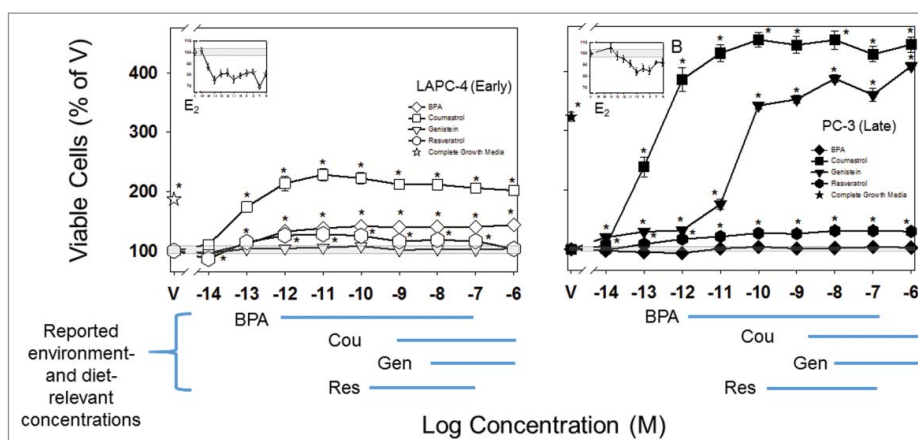 Viable Cells (% of V)
400
300
200
100
E2
LAPC-4 (Early)
BPA
Coumestrol
Genistein
Resveratrol
Complete Growth Media
V -14 -13 -12 -11 -10 -9 -8 -7 -6
B
E2
PC-3 (Late)
BPA
Coumestrol
Genistein
Resveratrol
Complete Growth Media
V -14 -13 -12 -11 -10 -9 -8 -7 -6
Reported
environment-
and diet-
relevant
concentrations
BPA
Cou
Gen
Res
BPA
Cou
Gen
Res
Log Concentration (M)